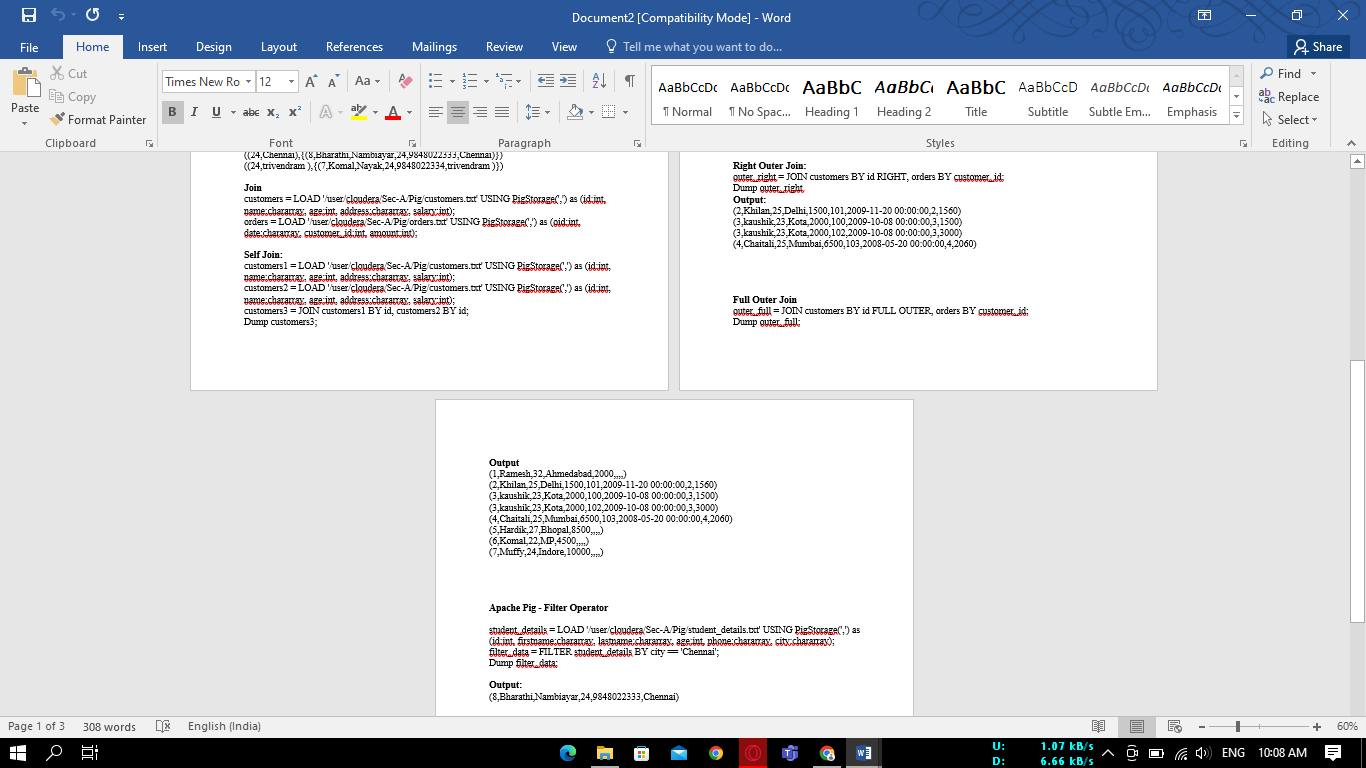 Document2 [Compatibility Mode] - Word
File Home Insert Design Layout References Mailings Review View Tell me what you want to do... Share
Paste
Cut
Copy
Format Painter
Times New Ro 12
Clipboard Font Paragraph Styles Editing
AaBbCcDc AaBbCcDc AaBbC AaBbCc AaBbC AaBbCcD AaBbCcDc AaBbCcDc
¶ Normal ¶ No Spac... Heading 1 Heading 2 Title Subtitle Subtle Em... Emphasis
Find
Replace
Select
((24,Chennai),{(8,Bharathi,Nambiayar,24,9848022333,Chennai)})
((24,trivendram ),{(7,Komal,Nayak,24,9848022334,trivendram )})
Join
customers = LOAD '/user/cloudera/Sec-A/Pig/customers.txt' USING PigStorage(',') as (id:int,
name:chararray, age:int, address:chararray, salary:int);
orders = LOAD '/user/cloudera/Sec-A/Pig/orders.txt' USING PigStorage(',') as (oid:int,
date:chararray, customer_id:int, amount:int);
Self Join:
customers1 = LOAD '/user/cloudera/Sec-A/Pig/customers.txt' USING PigStorage(',') as (id:int,
name:chararray, age:int, address:chararray, salary:int);
customers2 = LOAD '/user/cloudera/Sec-A/Pig/customers.txt' USING PigStorage(',') as (id:int,
name:chararray, age:int, address:chararray, salary:int);
customers3 = JOIN customers1 BY id, customers2 BY id;
Dump customers3;
Right Outer Join:
outer_right = JOIN customers BY id RIGHT, orders BY customer_id;
Dump outer_right
Output:
(2,Khilan,25,Delhi,1500,101,2009-11-20 00:00:00,2,1560)
(3,kaushik,23,Kota,2000,100,2009-10-08 00:00:00,3,1500)
(3,kaushik,23,Kota,2000,102,2009-10-08 00:00:00,3,3000)
(4,Chaitali,25,Mumbai,6500,103,2008-05-20 00:00:00,4,2060)
Full Outer Join
outer_full = JOIN customers BY id FULL OUTER, orders BY customer_id;
Dump outer_full;
Output
(1,Ramesh,32,Ahmedabad,2000,,,,)
(2,Khilan,25,Delhi,1500,101,2009-11-20 00:00:00,2,1560)
(3,kaushik,23,Kota,2000,100,2009-10-08 00:00:00,3,1500)
(3,kaushik,23,Kota,2000,102,2009-10-08 00:00:00,3,3000)
(4,Chaitali,25,Mumbai,6500,103,2008-05-20 00:00:00,4,2060)
(5,Hardik,27,Bhopal,8500,,,,)
(6,Komal,22,MP,4500,,,,)
(7,Muffy,24,Indore,10000,,,,)
Apache Pig - Filter Operator
student_details = LOAD '/user/cloudera/Sec-A/Pig/student_details.txt' USING PigStorage(',') as
(id:int, firstname:chararray, lastname:chararray, age:int, phone:chararray, city:chararray);
filter_data = FILTER student_details BY city == 'Chennai';
Dump filter_data;
Output:
(8,Bharathi,Nambiayar,24,9848022333,Chennai)
Page 1 of 3 308 words English (India) 60%
U: 1.07 kB/s
D: 6.66 kB/s
ENG 10:08 AM